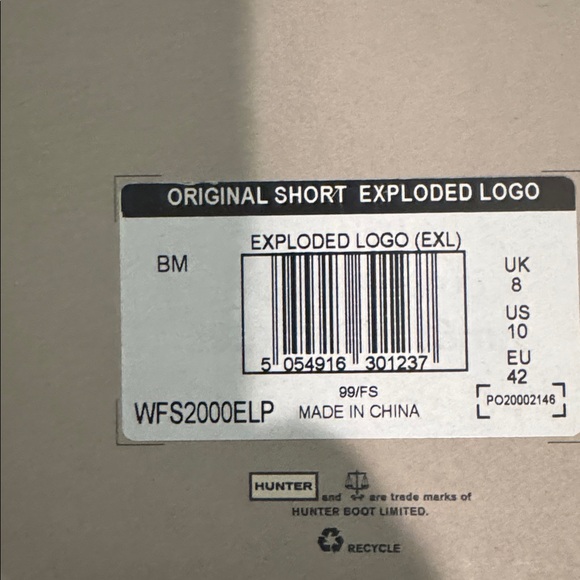 ORIGINAL SHORT EXPLODED LOGO
EXPLODED LOGO (EXL)
BM
UK
8
US
10
EU
42
5 054916 301237
99/FS
PO20002146
WFS2000ELP
MADE IN CHINA
HUNTER and are trade marks of
HUNTER BOOT LIMITED.
RECYCLE